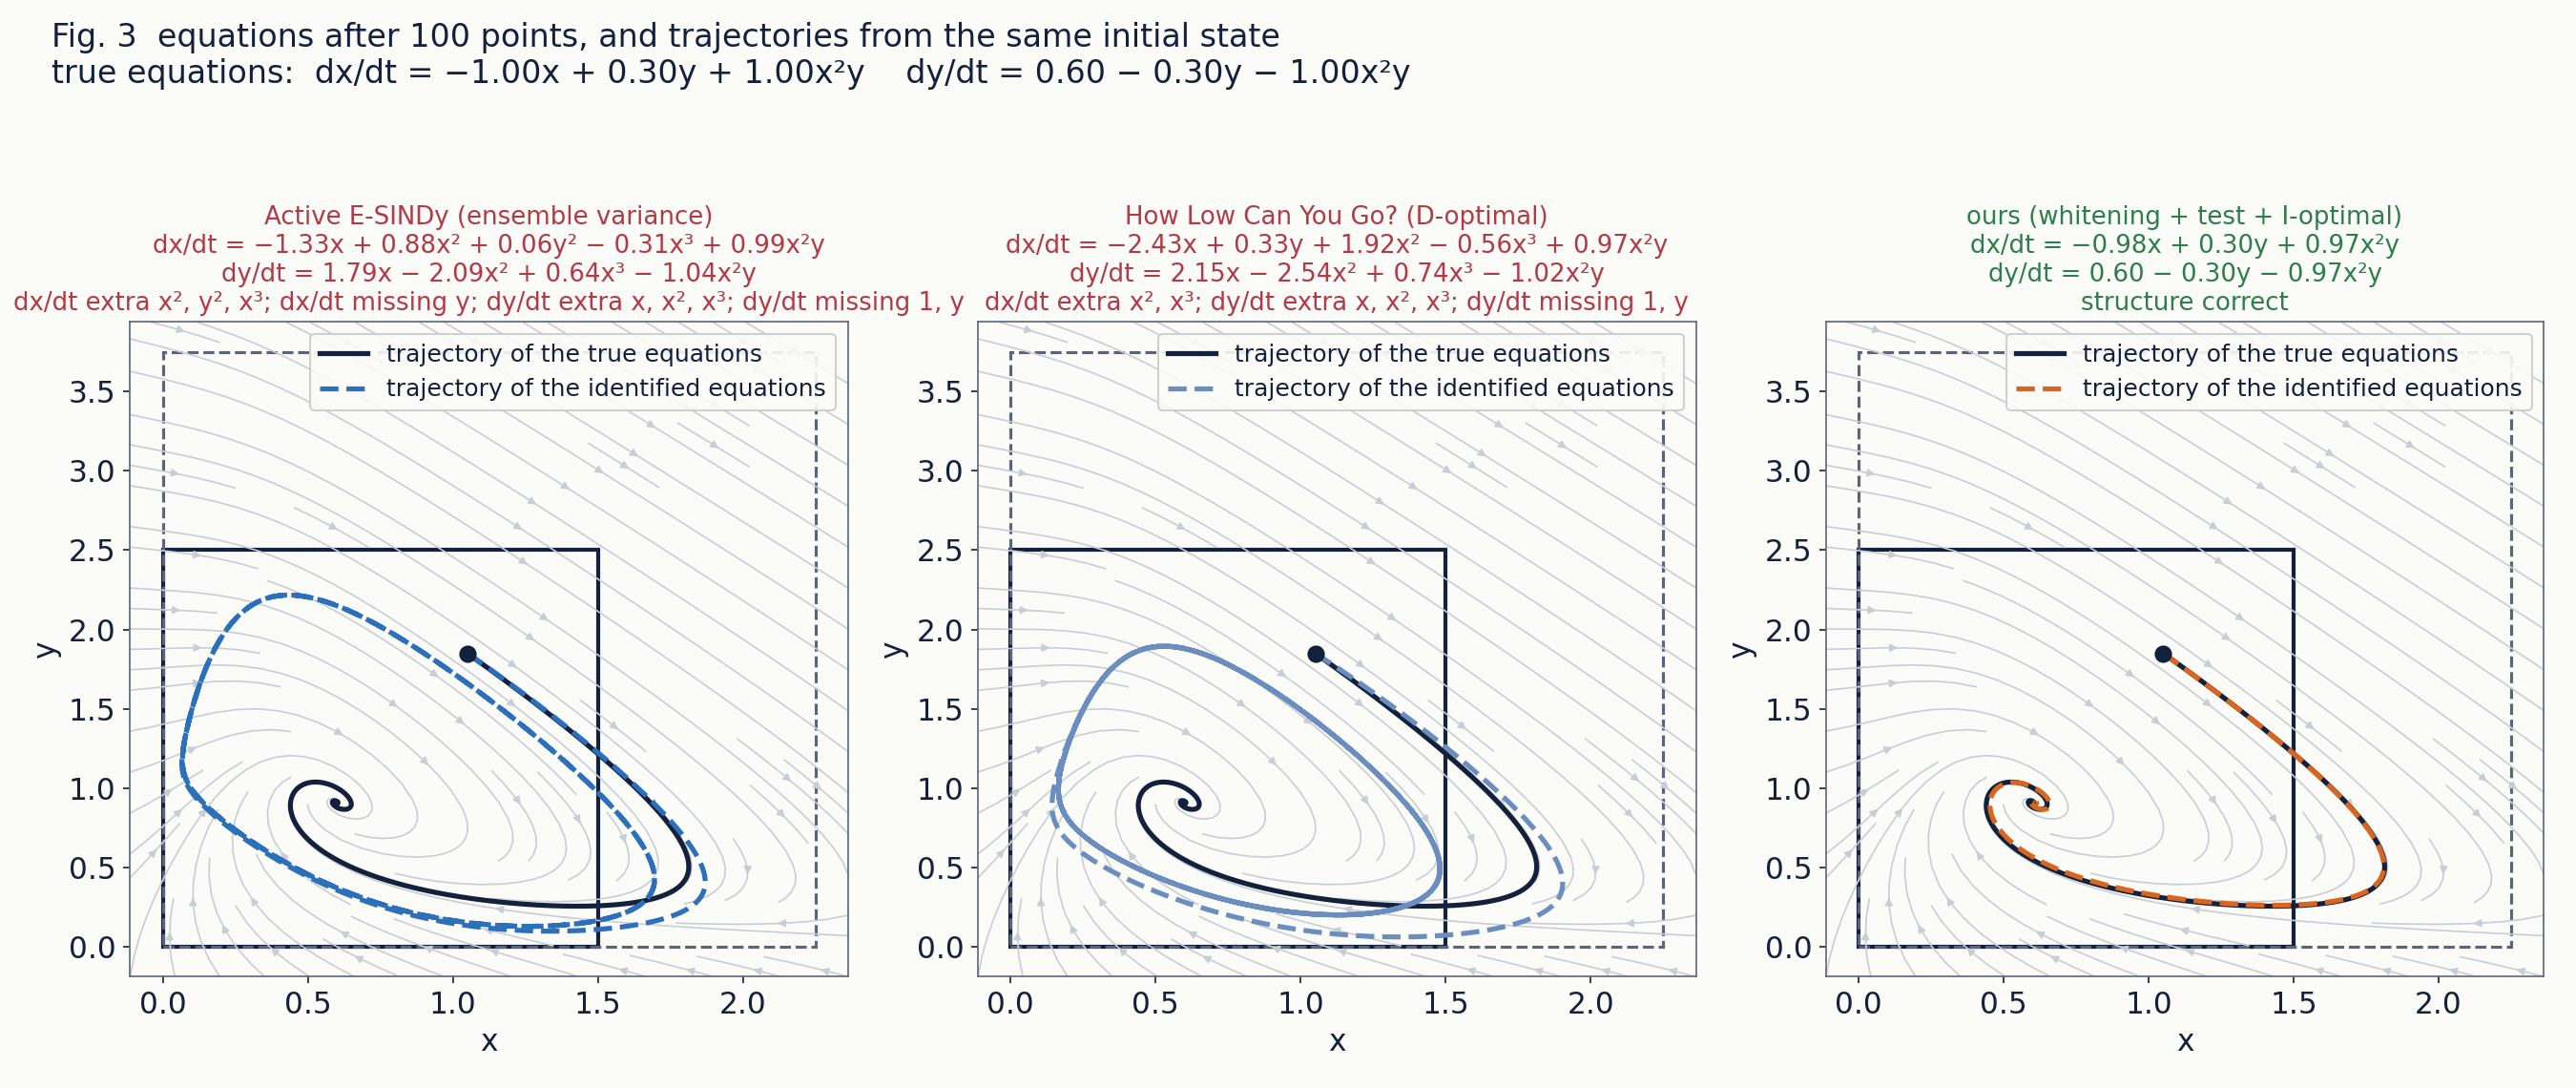 Fig. 3  equations after 100 points, and trajectories from the same initial state
true equations:  dx/dt = −1.00x + 0.30y + 1.00x²y    dy/dt = 0.60 − 0.30y − 1.00x²y
Active E-SINDy (ensemble variance)
dx/dt = −1.33x + 0.88x² + 0.06y² − 0.31x³ + 0.99x²y
dy/dt = 1.79x − 2.09x² + 0.64x³ − 1.04x²y
dx/dt extra x², y², x³; dx/dt missing y; dy/dt extra x, x², x³; dy/dt missing 1, y
trajectory of the true equations
trajectory of the identified equations
3.5
3.0
2.5
2.0
1.5
1.0
0.5
0.0
y
0.0 0.5 1.0 1.5 2.0
x
How Low Can You Go? (D-optimal)
dx/dt = −2.43x + 0.33y + 1.92x² − 0.56x³ + 0.97x²y
dy/dt = 2.15x − 2.54x² + 0.74x³ − 1.02x²y
dx/dt extra x², x³; dy/dt extra x, x², x³; dy/dt missing 1, y
trajectory of the true equations
trajectory of the identified equations
3.5
3.0
2.5
2.0
1.5
1.0
0.5
0.0
y
0.0 0.5 1.0 1.5 2.0
x
ours (whitening + test + I-optimal)
dx/dt = −0.98x + 0.30y + 0.97x²y
dy/dt = 0.60 − 0.30y − 0.97x²y
structure correct
trajectory of the true equations
trajectory of the identified equations
3.5
3.0
2.5
2.0
1.5
1.0
0.5
0.0
y
0.0 0.5 1.0 1.5 2.0
x